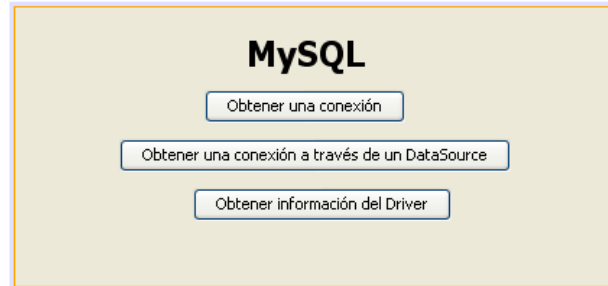 MySQL
Obtener una conexión
Obtener una conexión a través de un DataSource
Obtener información del Driver